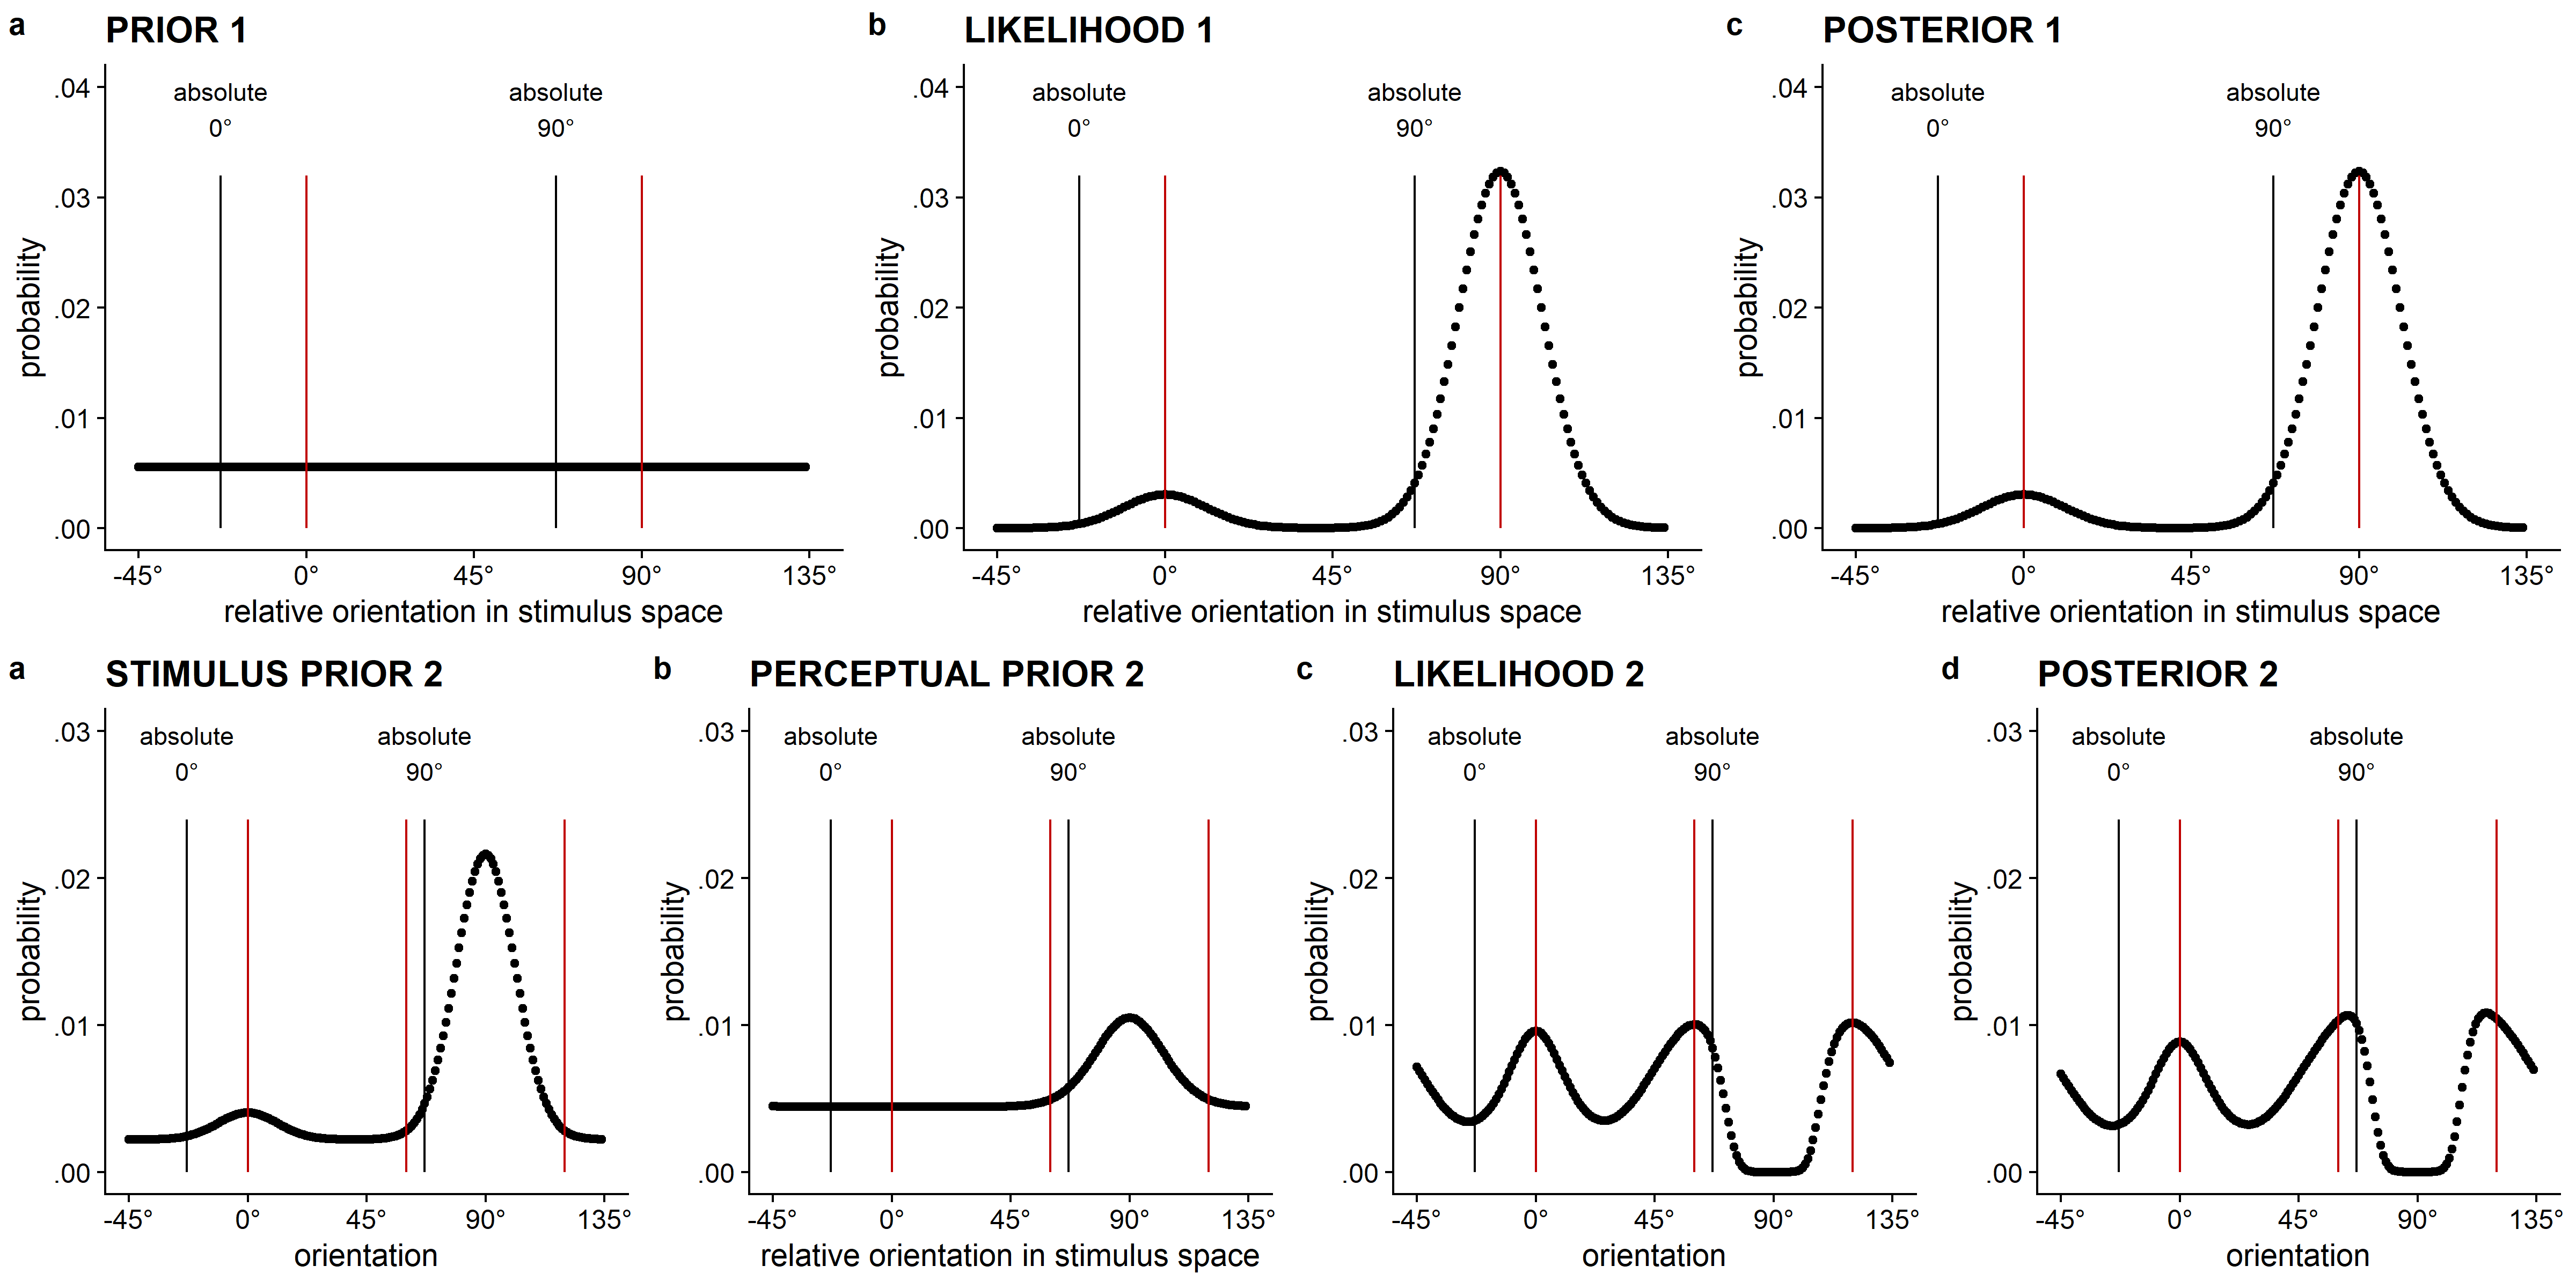 a PRIOR 1
.04
.03
.02
.01
.00
probability
absolute
0°
absolute
90°
-45° 0° 45° 90° 135°
relative orientation in stimulus space
b LIKELIHOOD 1
.04
.03
.02
.01
.00
probability
absolute
0°
absolute
90°
-45° 0° 45° 90° 135°
relative orientation in stimulus space
c POSTERIOR 1
.04
.03
.02
.01
.00
probability
absolute
0°
absolute
90°
-45° 0° 45° 90° 135°
relative orientation in stimulus space
a STIMULUS PRIOR 2
.03
.02
.01
.00
probability
absolute
0°
absolute
90°
-45° 0° 45° 90° 135°
orientation
b PERCEPTUAL PRIOR 2
.03
.02
.01
.00
probability
absolute
0°
absolute
90°
-45° 0° 45° 90° 135°
relative orientation in stimulus space
c LIKELIHOOD 2
.03
.02
.01
.00
probability
absolute
0°
absolute
90°
-45° 0° 45° 90° 135°
orientation
d POSTERIOR 2
.03
.02
.01
.00
probability
absolute
0°
absolute
90°
-45° 0° 45° 90° 135°
orientation